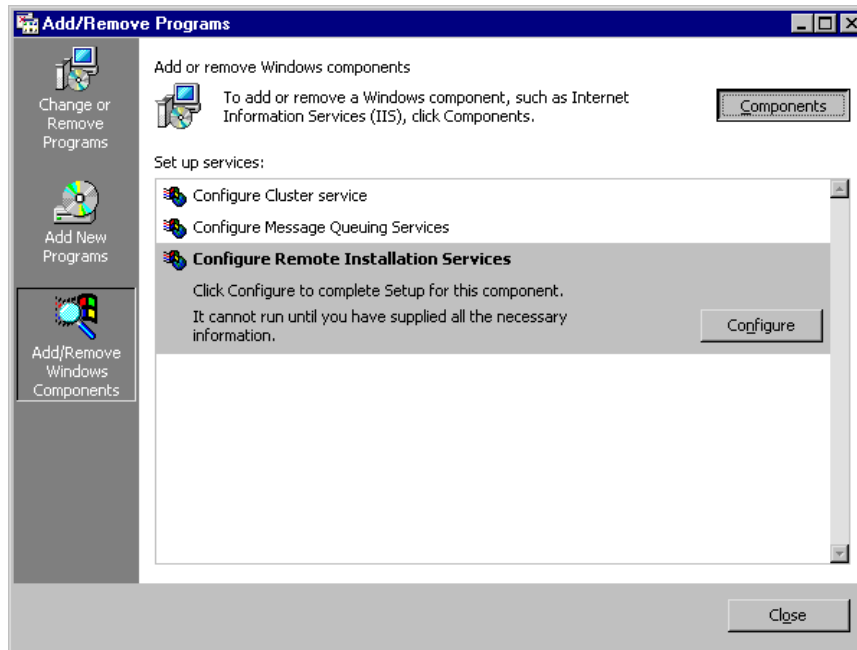 Add/Remove Programs
Change or
Remove
Programs
Add New
Programs
Add/Remove
Windows
Components
Add or remove Windows components
To add or remove a Windows component, such as Internet
Information Services (IIS), click Components.
Components
Set up services:
Configure Cluster service
Configure Message Queuing Services
Configure Remote Installation Services
Click Configure to complete Setup for this component.
It cannot run until you have supplied all the necessary
information.
Configure
Close